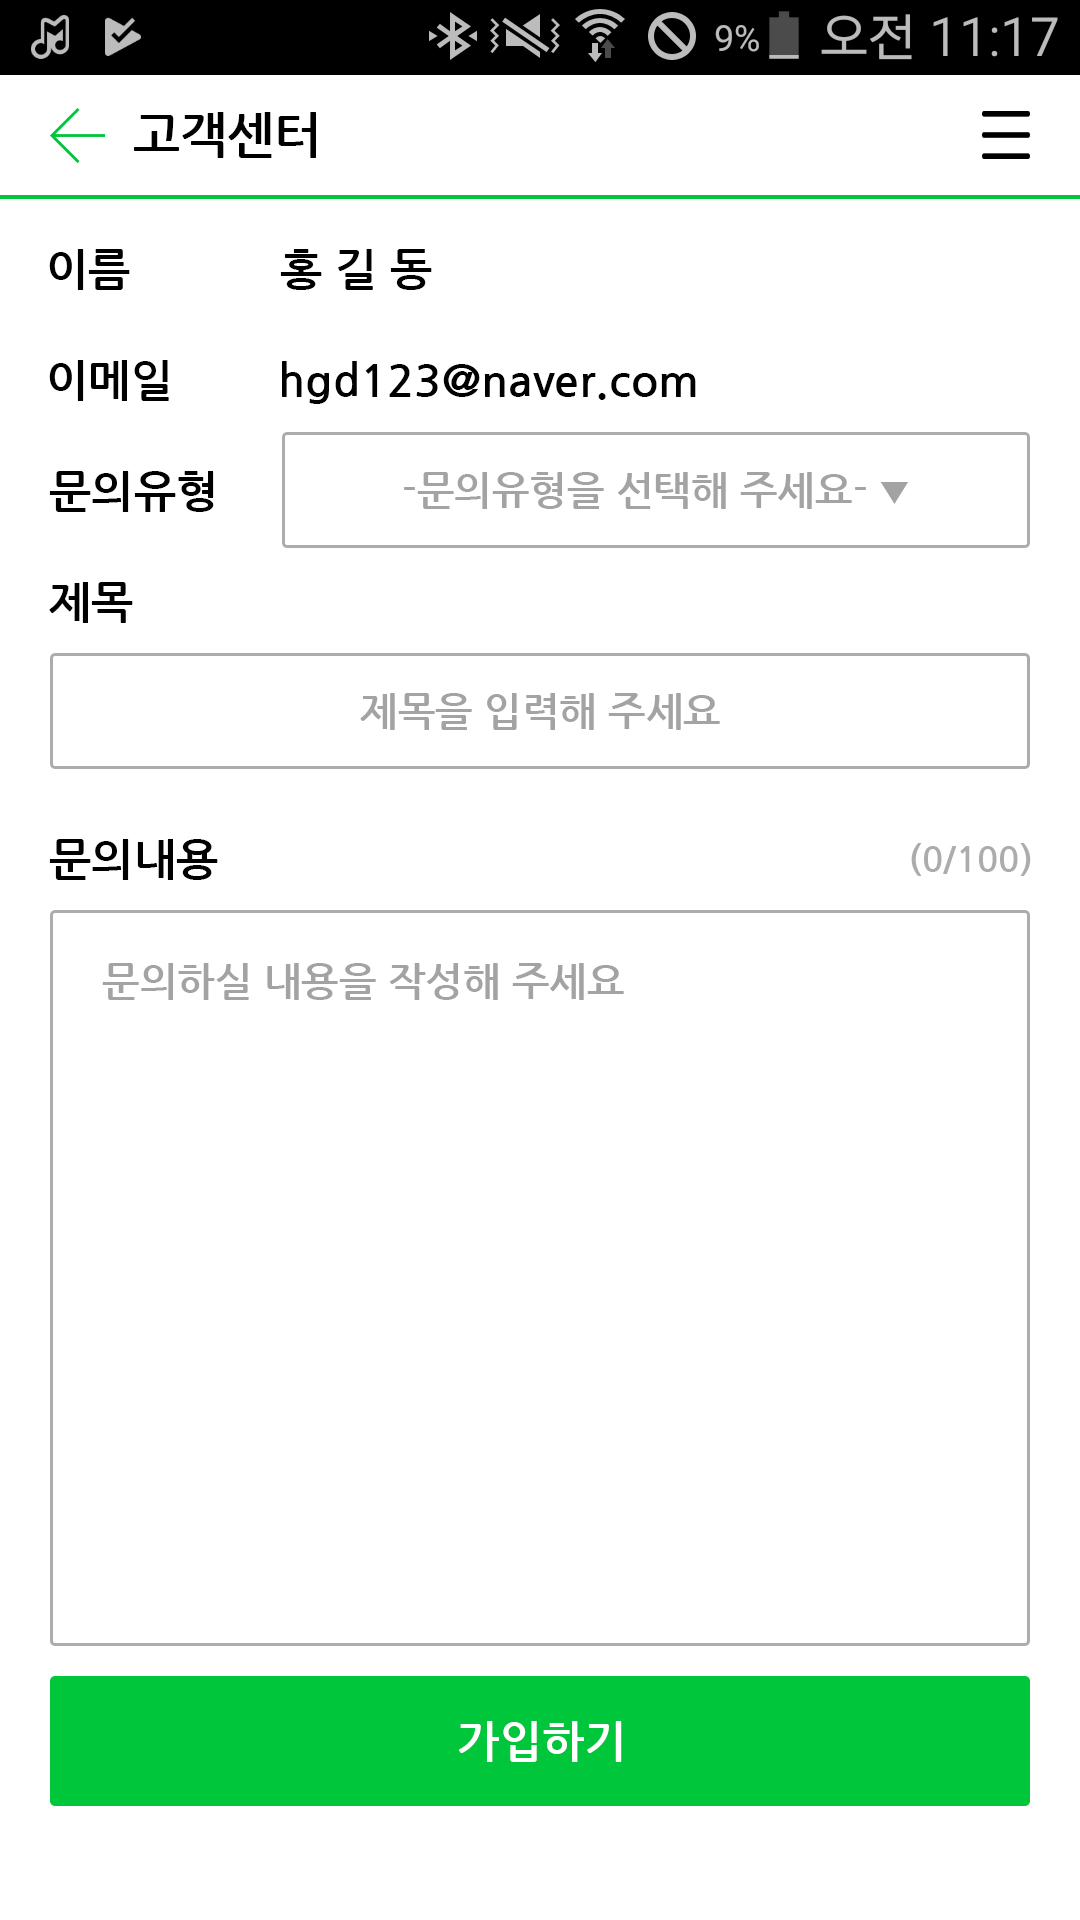 9% 오전 11:17
고객센터
이름 홍 길 동
이메일 hgd123@naver.com
문의유형 -문의유형을 선택해 주세요- ▼
제목
제목을 입력해 주세요
문의내용 (0/100)
문의하실 내용을 작성해 주세요
가입하기